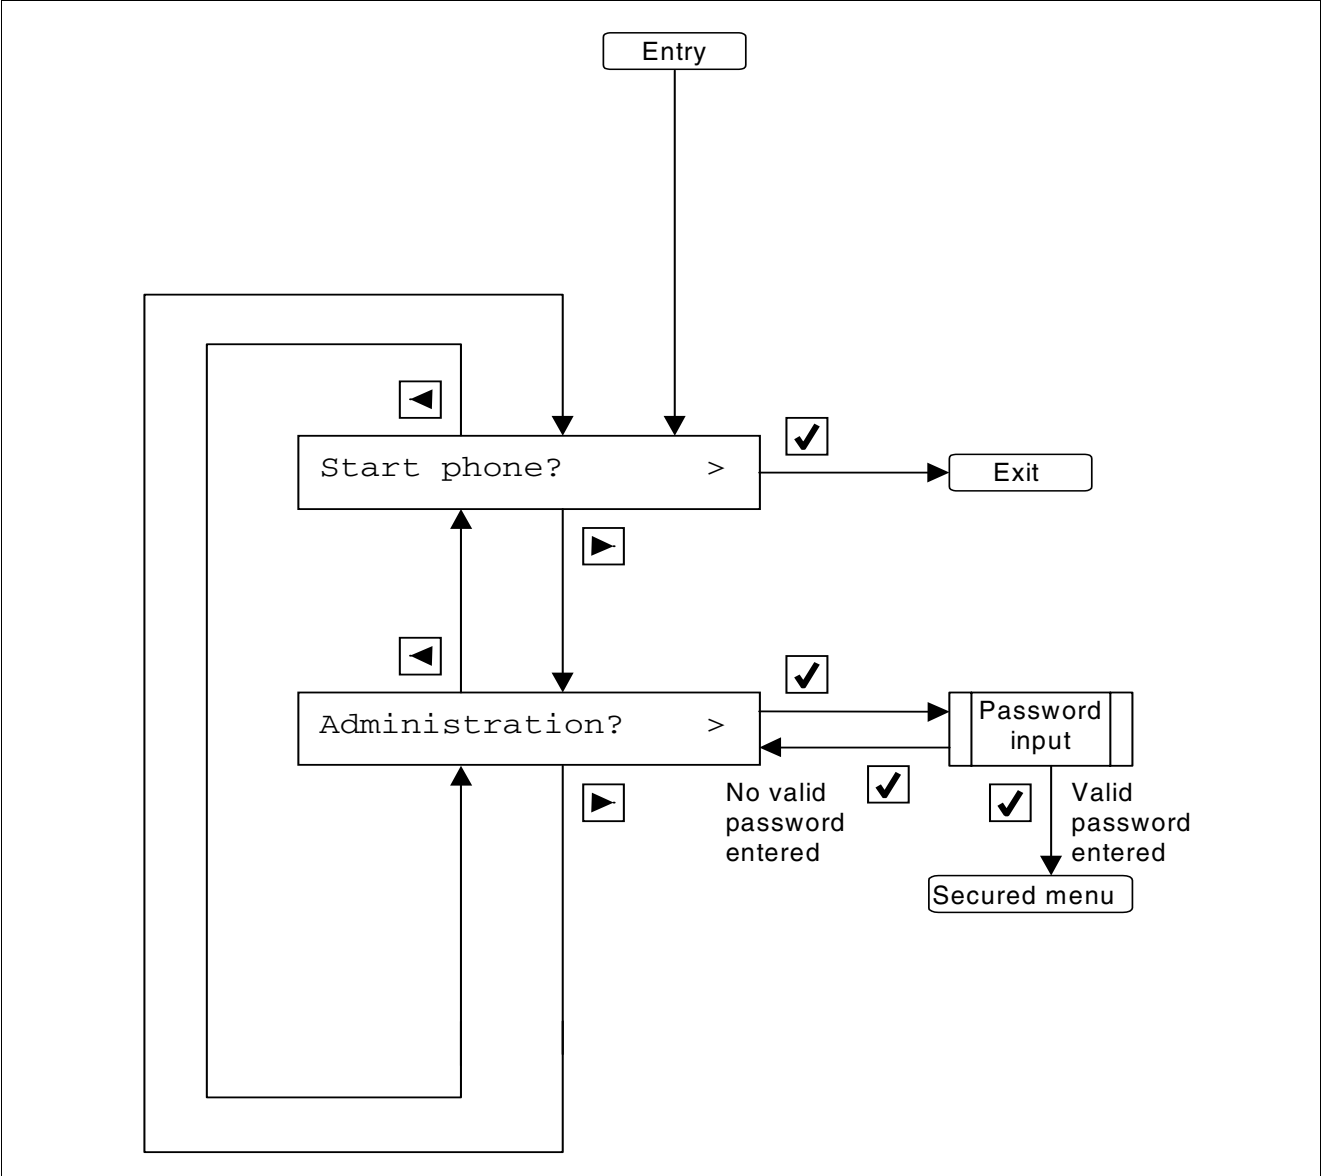 Entry
Start phone? >
Exit
Administration? >
Password
input
No valid
password
entered
Valid
password
entered
Secured menu